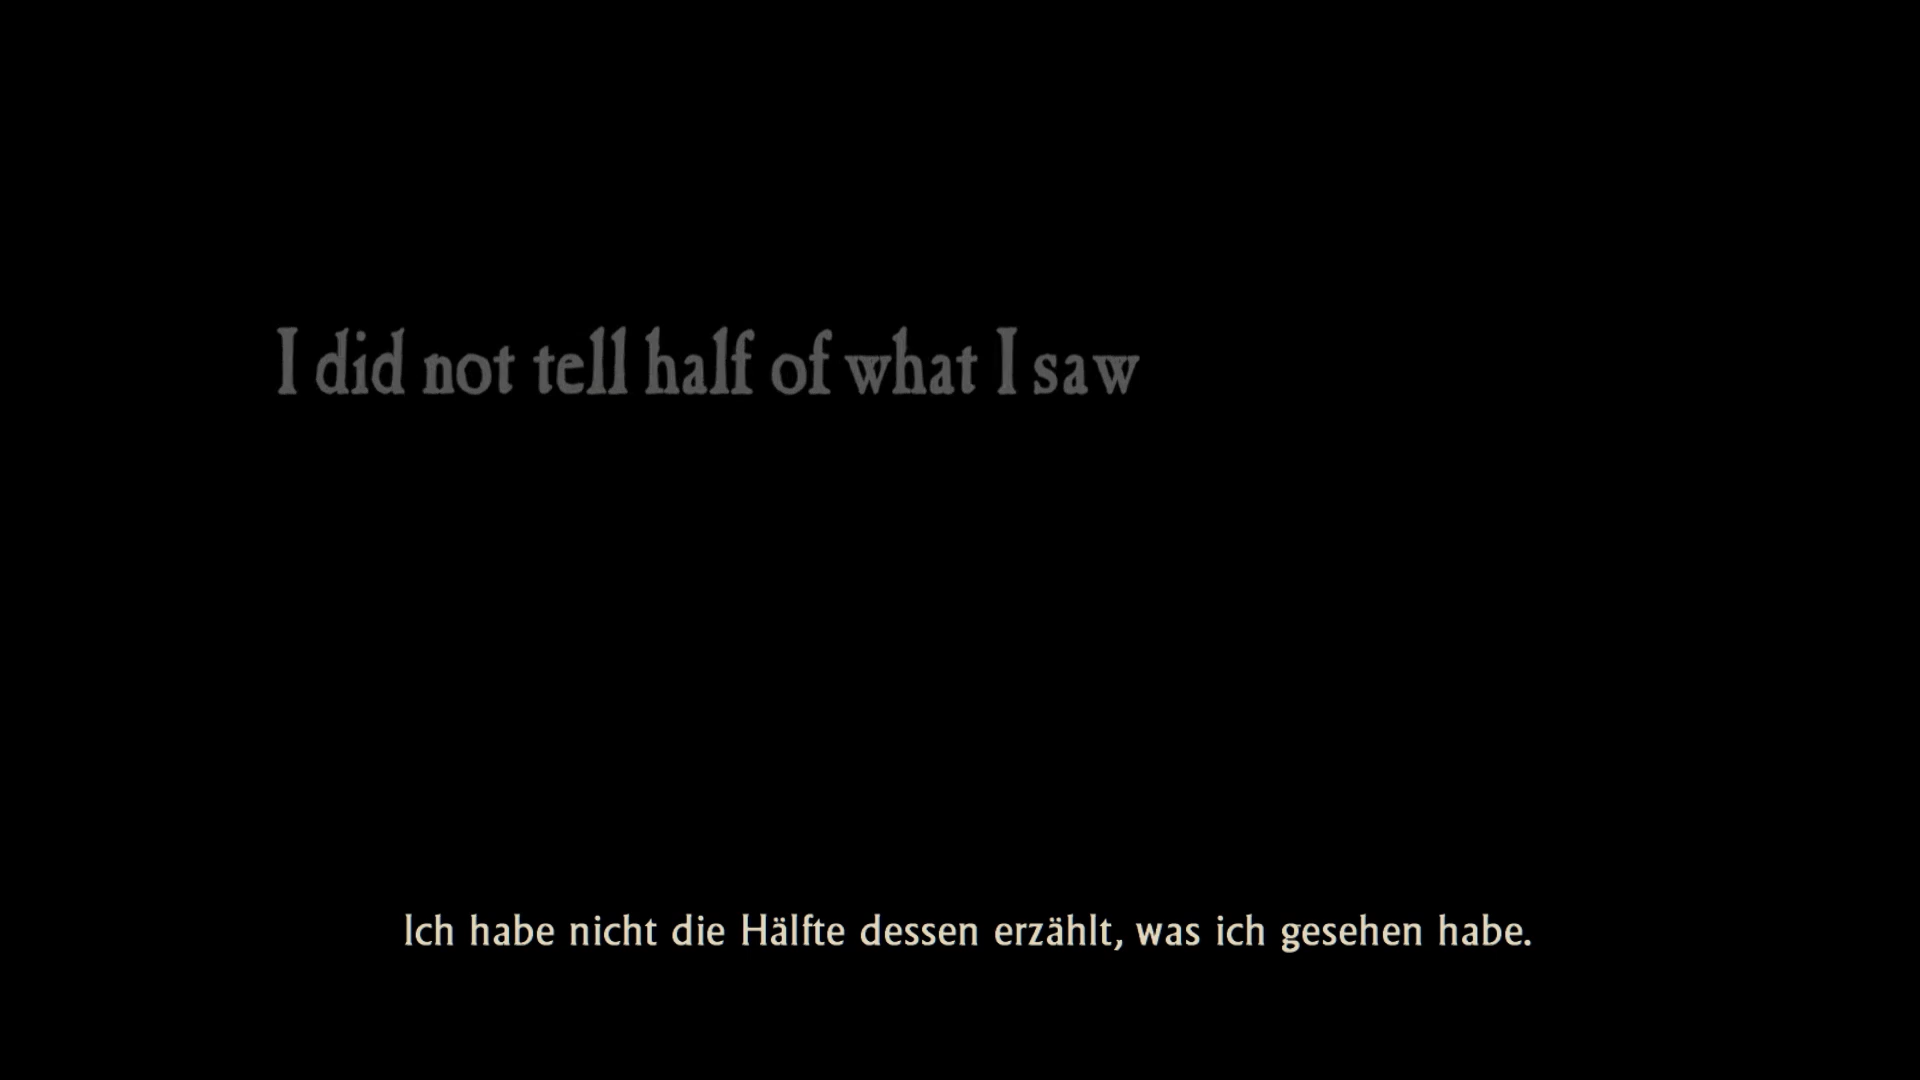 I did not tell half of what I saw
Ich habe nicht die Hälfte dessen erzählt, was ich gesehen habe.